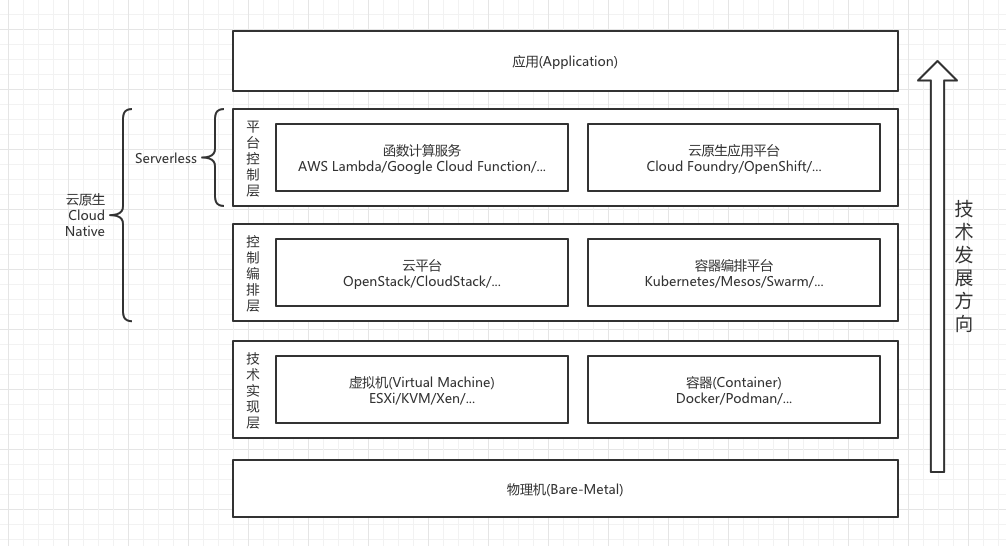 应用(Application)
平台控制层
函数计算服务
AWS Lambda/Google Cloud Function/...
云原生应用平台
Cloud Foundry/OpenShift/...
Serverless
云原生
Cloud
Native
控制编排层
云平台
OpenStack/CloudStack/...
容器编排平台
Kubernetes/Mesos/Swarm/...
技术发展方向
技术实现层
虚拟机(Virtual Machine)
ESXi/KVM/Xen/...
容器(Container)
Docker/Podman/...
物理机(Bare-Metal)